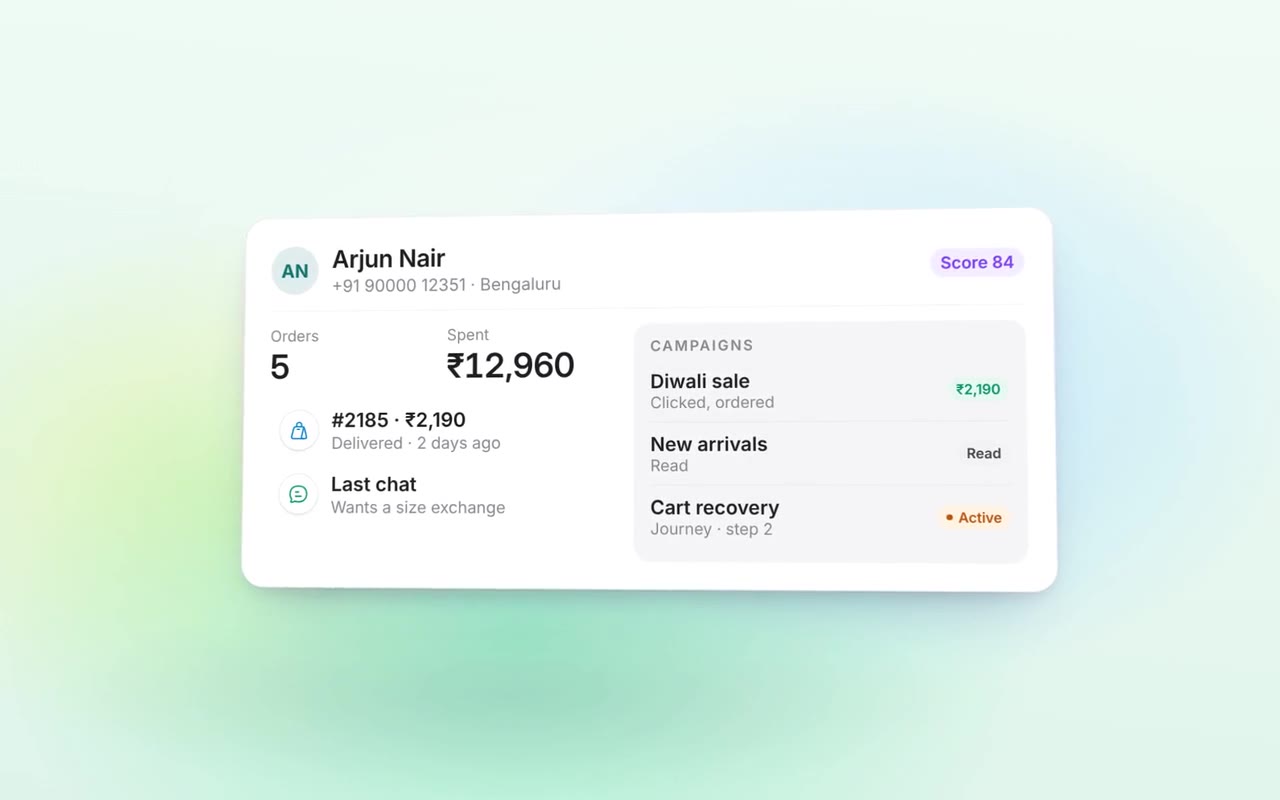 AN
Arjun Nair
+91 90000 12351 · Bengaluru
Score 84
Orders
5
Spent
₹12,960
#2185 · ₹2,190
Delivered · 2 days ago
Last chat
Wants a size exchange
CAMPAIGNS
Diwali sale
Clicked, ordered
₹2,190
New arrivals
Read
Read
Cart recovery
Journey · step 2
Active